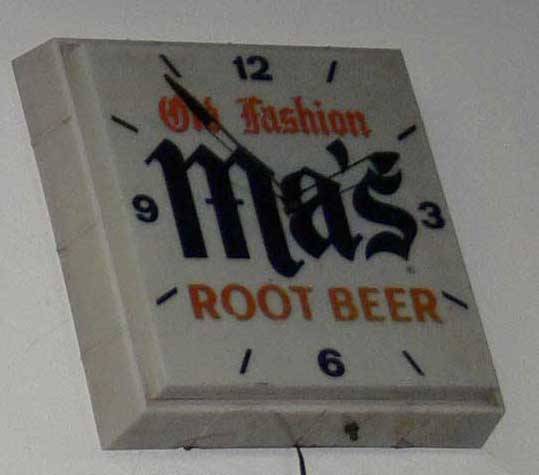 12
Old Fashion
Ma's
9
3
®
ROOT BEER
6